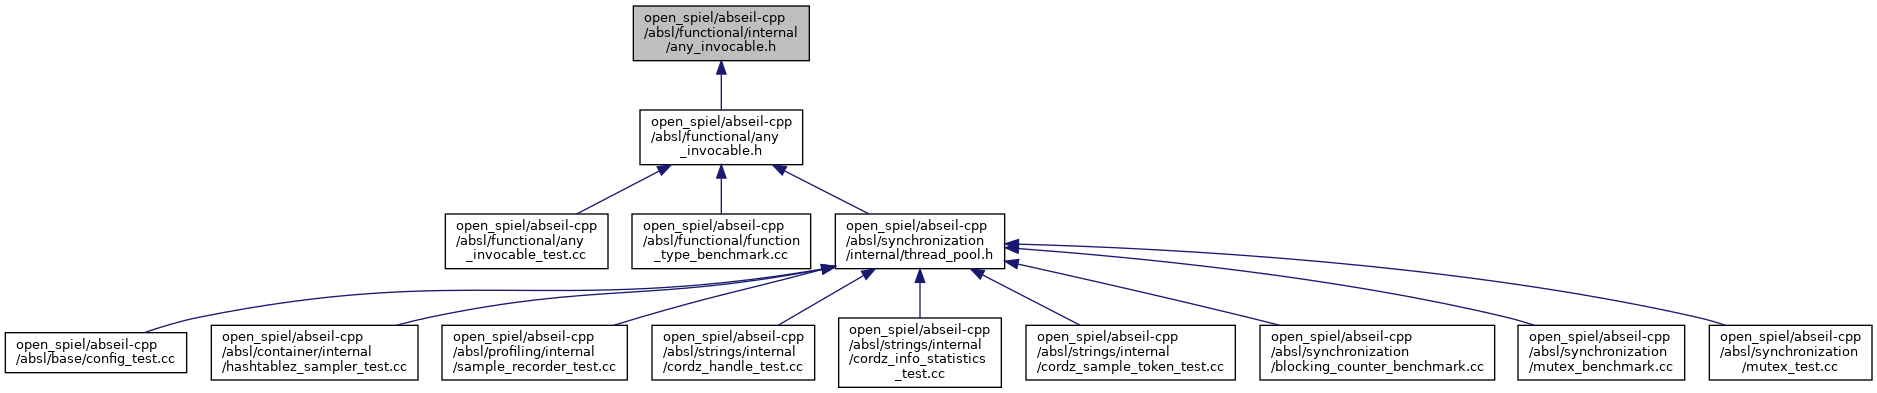 open_spiel/abseil-cpp
/absl/functional/internal
/any_invocable.h
open_spiel/abseil-cpp
/absl/functional/any
_invocable.h
open_spiel/abseil-cpp
/absl/functional/any
_invocable_test.cc
open_spiel/abseil-cpp
/absl/functional/function
_type_benchmark.cc
open_spiel/abseil-cpp
/absl/synchronization
/internal/thread_pool.h
open_spiel/abseil-cpp
/absl/base/config_test.cc
open_spiel/abseil-cpp
/absl/container/internal
/hashtablez_sampler_test.cc
open_spiel/abseil-cpp
/absl/profiling/internal
/sample_recorder_test.cc
open_spiel/abseil-cpp
/absl/strings/internal
/cordz_handle_test.cc
open_spiel/abseil-cpp
/absl/strings/internal
/cordz_info_statistics
_test.cc
open_spiel/abseil-cpp
/absl/strings/internal
/cordz_sample_token_test.cc
open_spiel/abseil-cpp
/absl/synchronization
/blocking_counter_benchmark.cc
open_spiel/abseil-cpp
/absl/synchronization
/mutex_benchmark.cc
open_spiel/abseil-cpp
/absl/synchronization
/mutex_test.cc